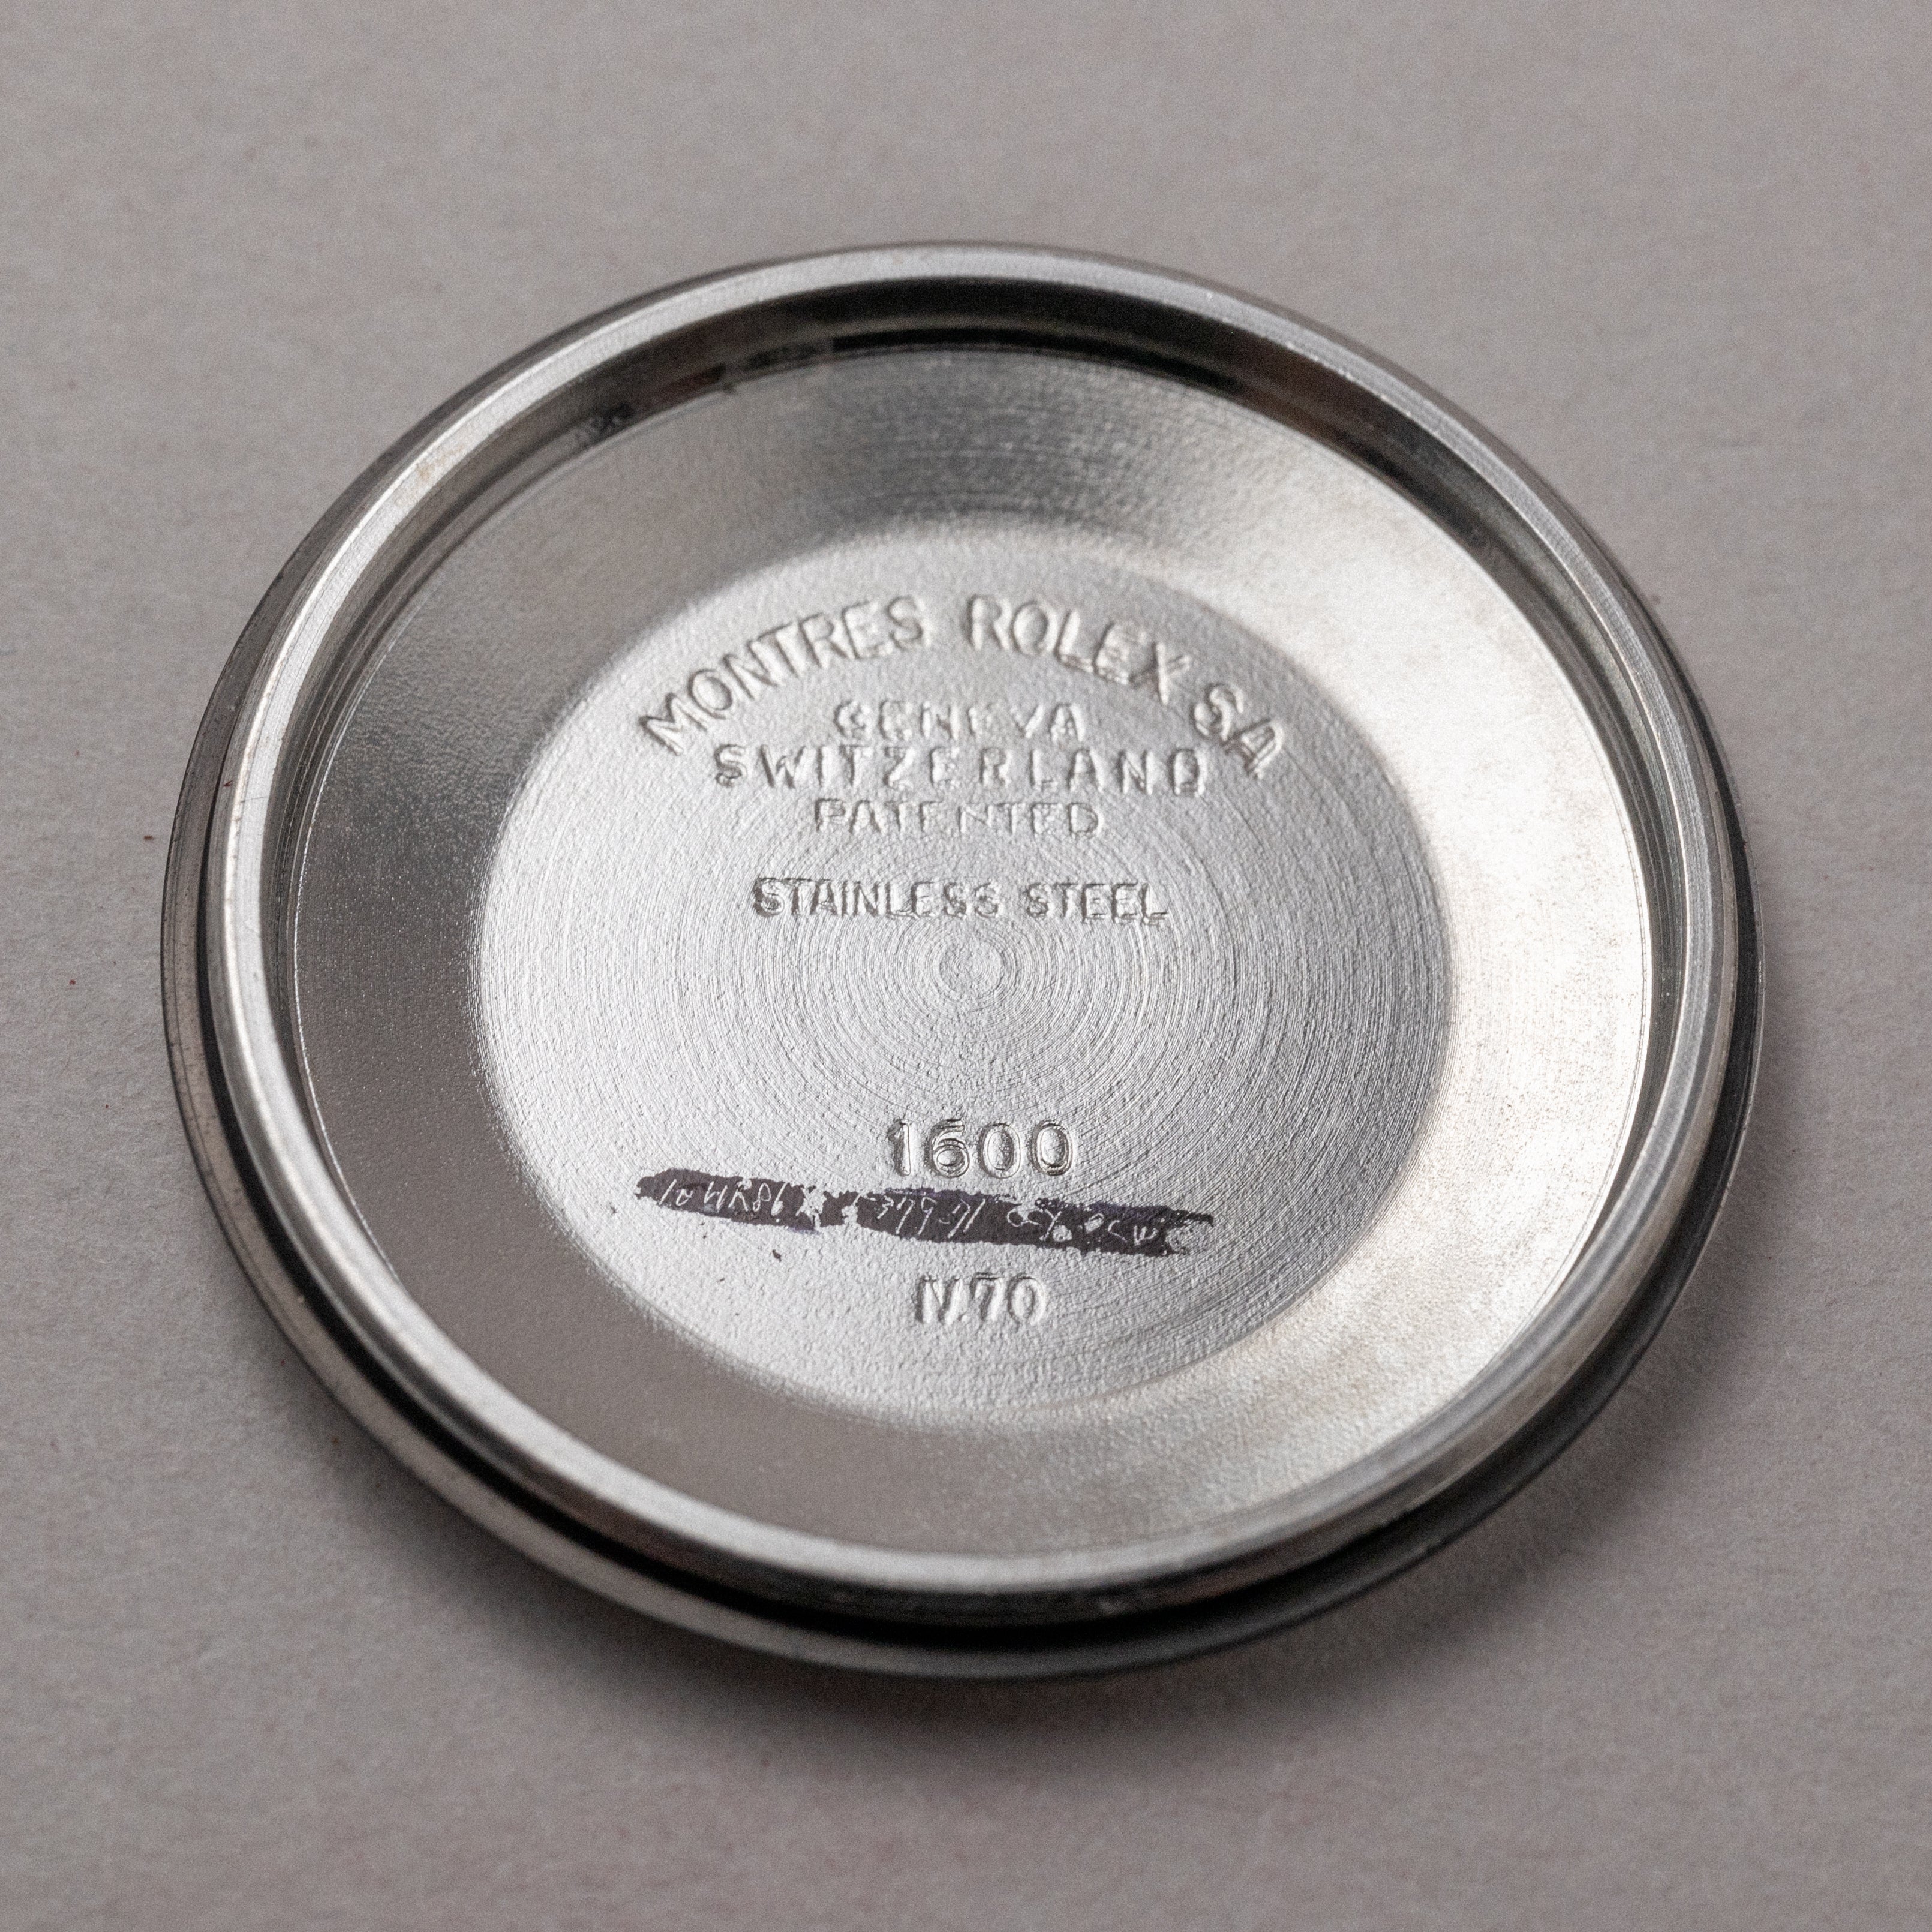 MONTRES ROLEX SA
GENEVA
SWITZERLAND
PATENTED
STAINLESS STEEL
1600
IV.70